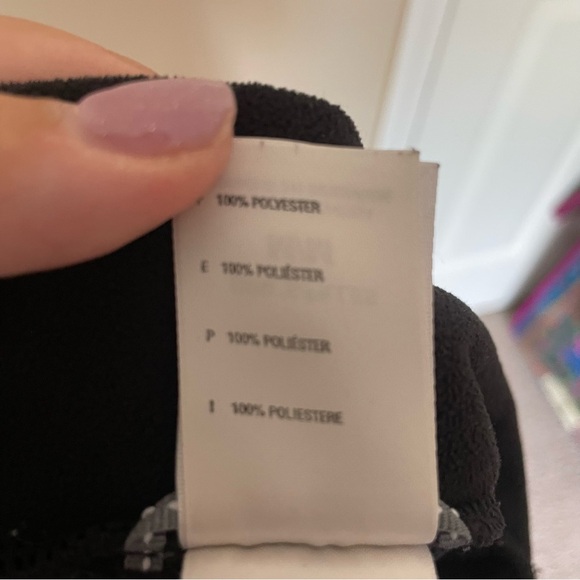 100% POLYESTER
E 100% POLIÉSTER
P 100% POLIÉSTER
I 100% POLIESTERE